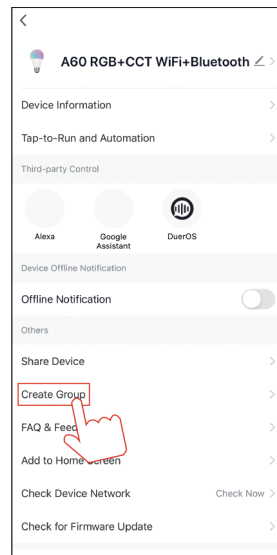 A60 RGB+CCT WiFi+Bluetooth
Device Information
Tap-to-Run and Automation
Third-party Control
Alexa
Google
Assistant
DuerOS
Device Offline Notification
Offline Notification
Others
Share Device
Create Group
FAQ & Feed
Add to Home Screen
Check Device Network Check Now
Check for Firmware Update